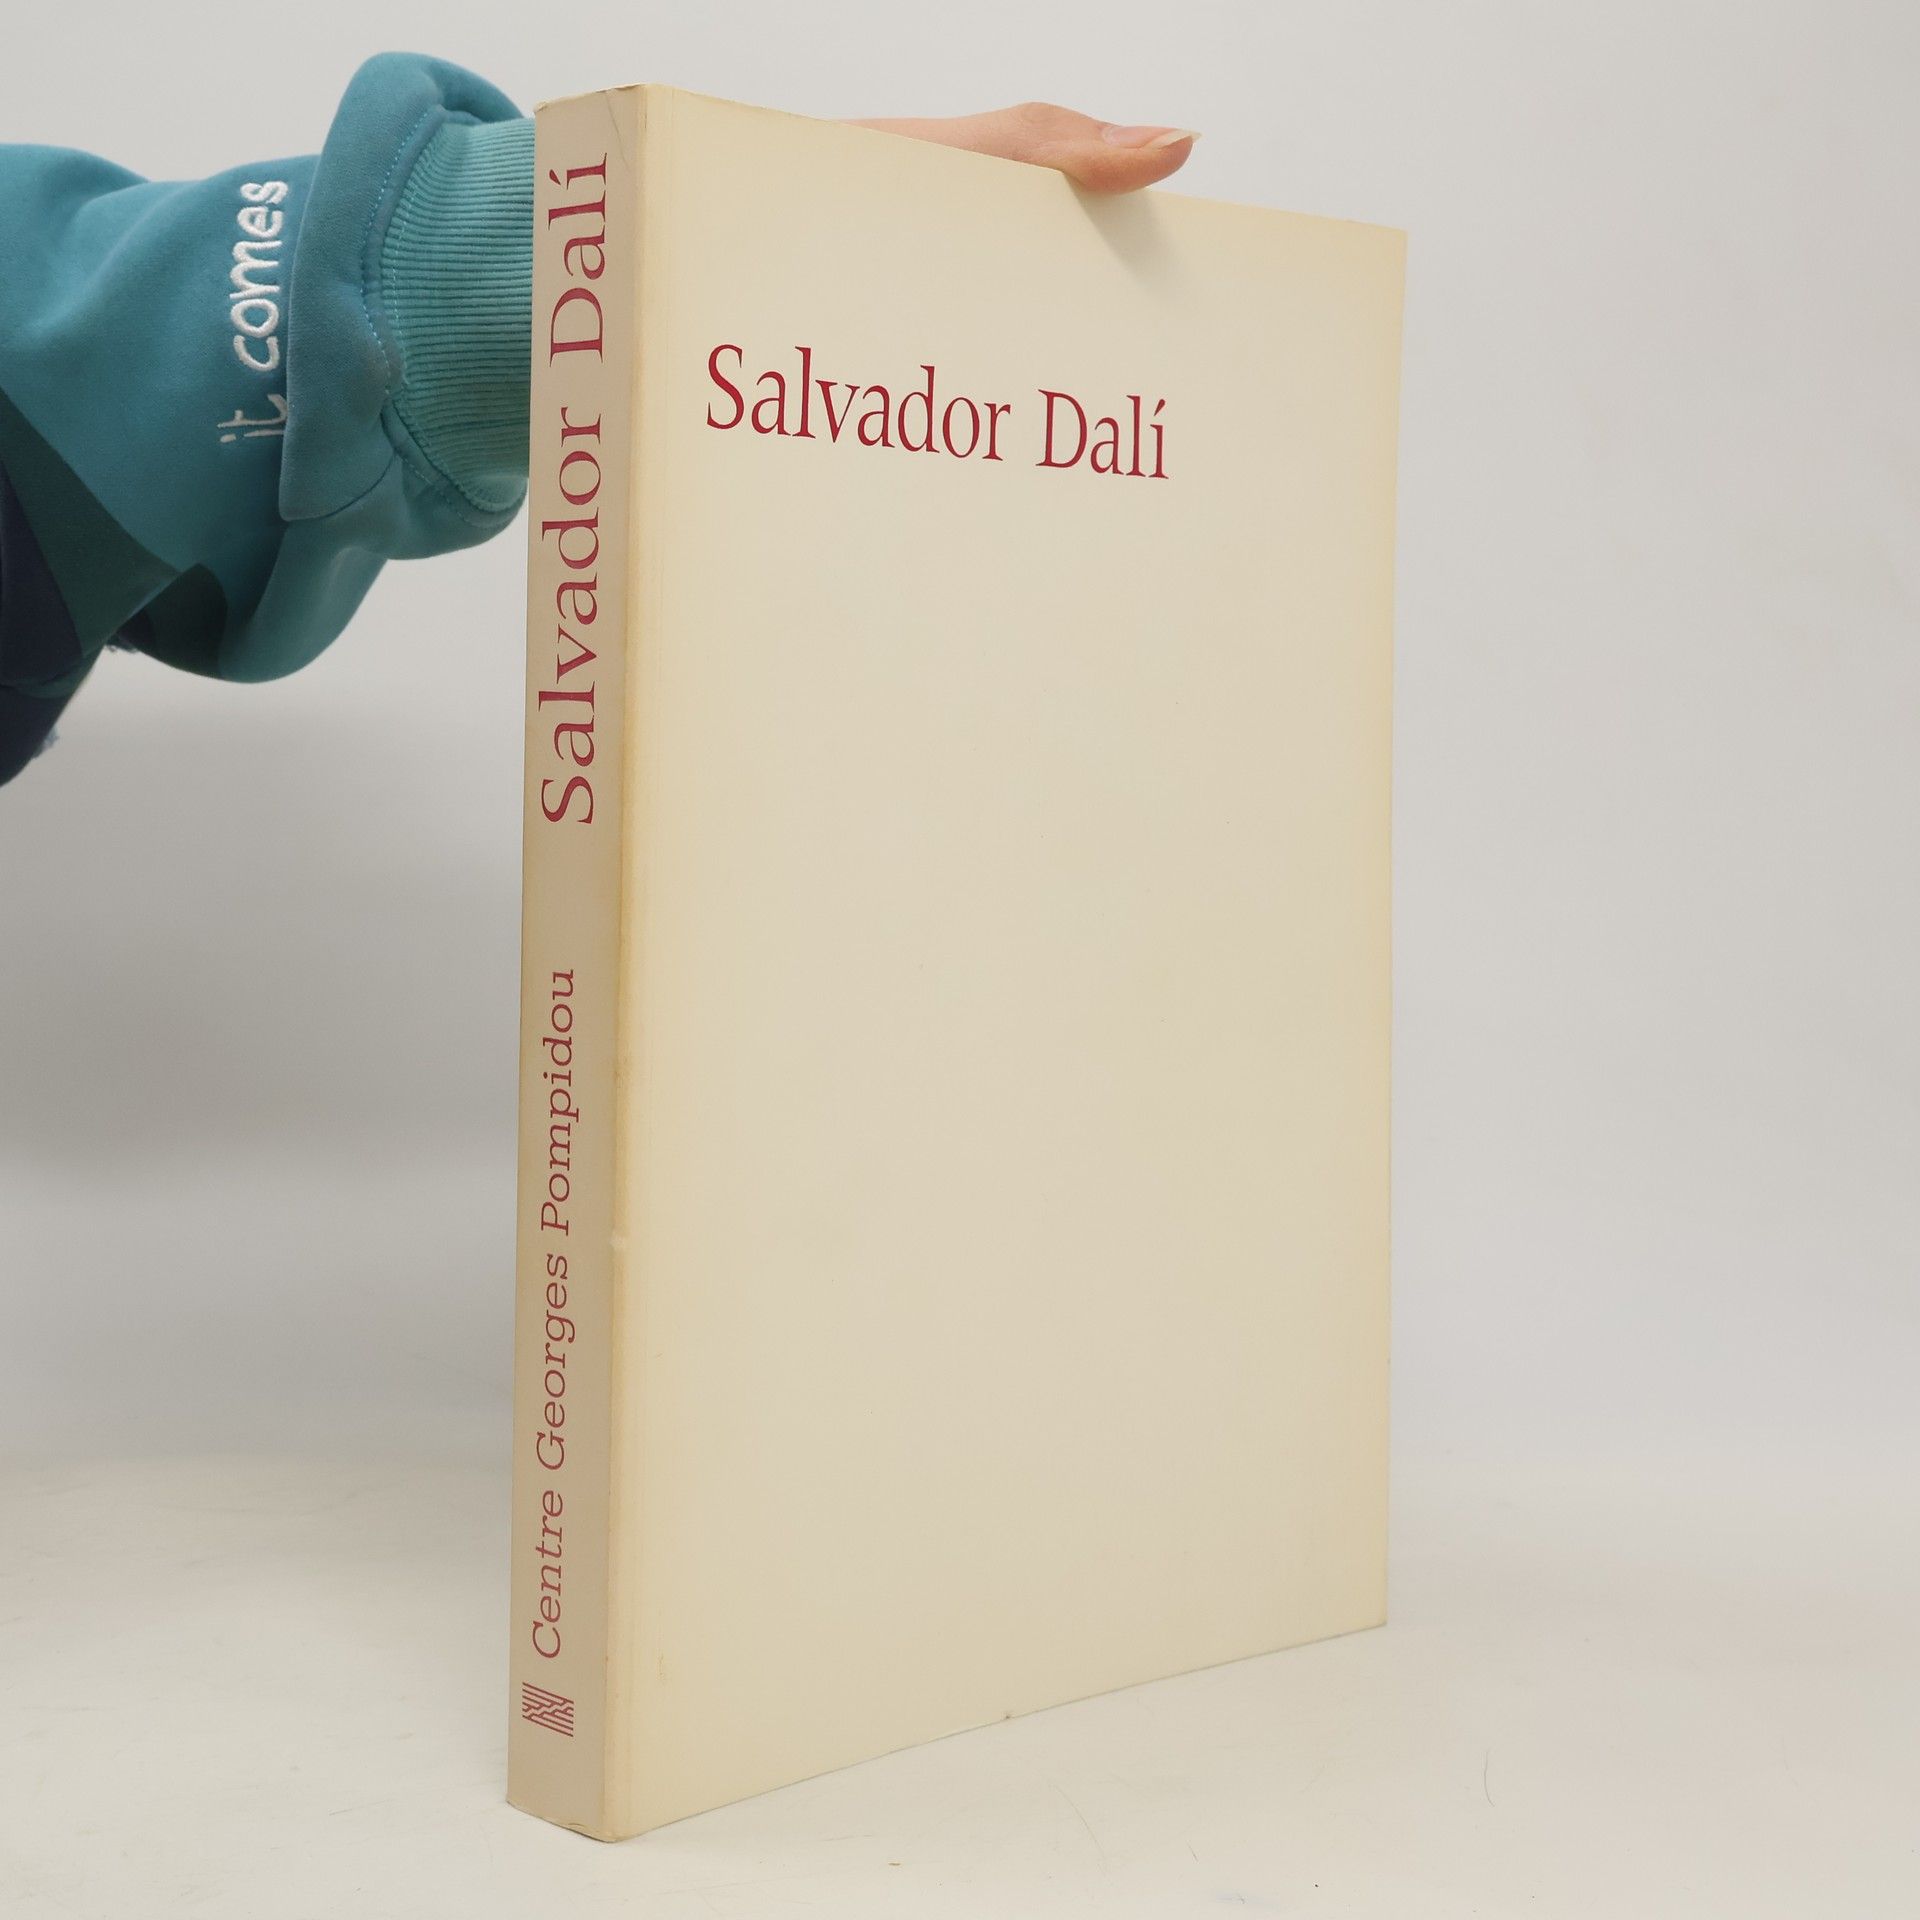 it comes
Salvador Dalí
Salvador Dalí
Centre Georges Pompidou